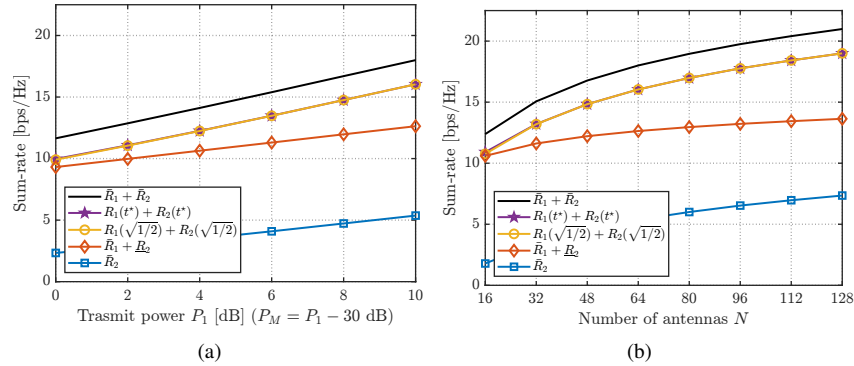 20
15
10
5
0
Sum-rate [bps/Hz]
R̄₁ + R̄₂
R₁(t⋆) + R₂(t⋆)
R₁(√1/2) + R₂(√1/2)
R̄₁ + R̲₂
R̄₂
0 2 4 6 8 10
Trasmit power P₁ [dB] (P_M = P₁ − 30 dB)
(a)
20
15
10
5
0
Sum-rate [bps/Hz]
R̄₁ + R̄₂
R₁(t⋆) + R₂(t⋆)
R₁(√1/2) + R₂(√1/2)
R̄₁ + R̲₂
R̄₂
16 32 48 64 80 96 112 128
Number of antennas N
(b)